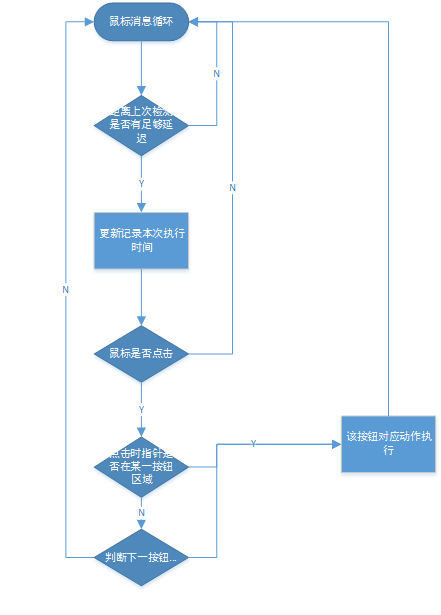 鼠标消息循环
N
距离上次检测
是否有足够延
迟
Y
N
更新记录本次执行
时间
N
鼠标是否点击
Y
点击时指针是
否在某一按钮
区域
Y
该按钮对应动作执
行
N
判断下一按钮...